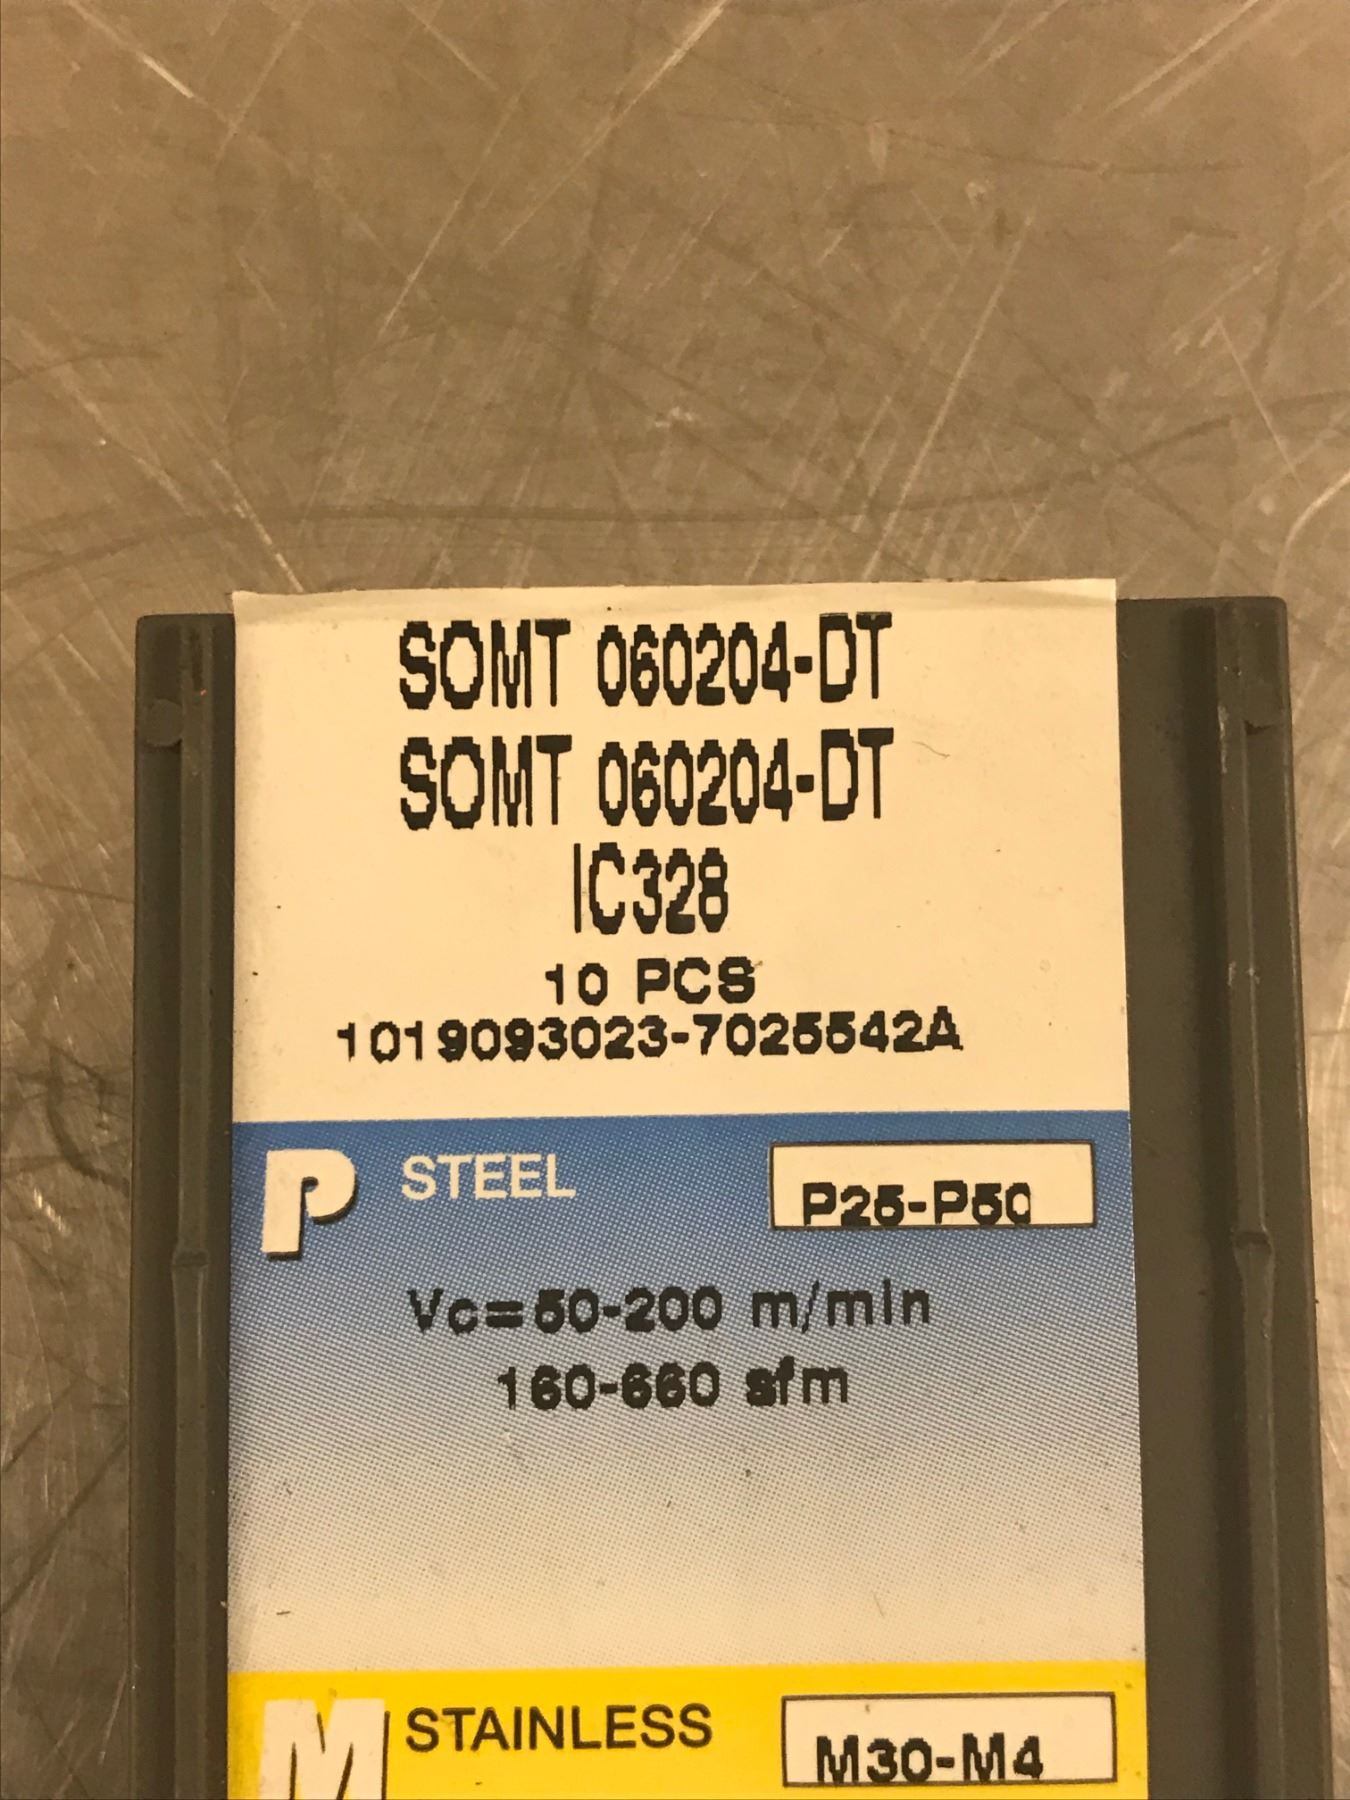 SOMT 060204-DT
SOMT 060204-DT
IC328
10 PCS
1019093023-7025542A
P STEEL P25-P50
Vc=50-200 m/min
160-660 sfm
M STAINLESS M30-M4